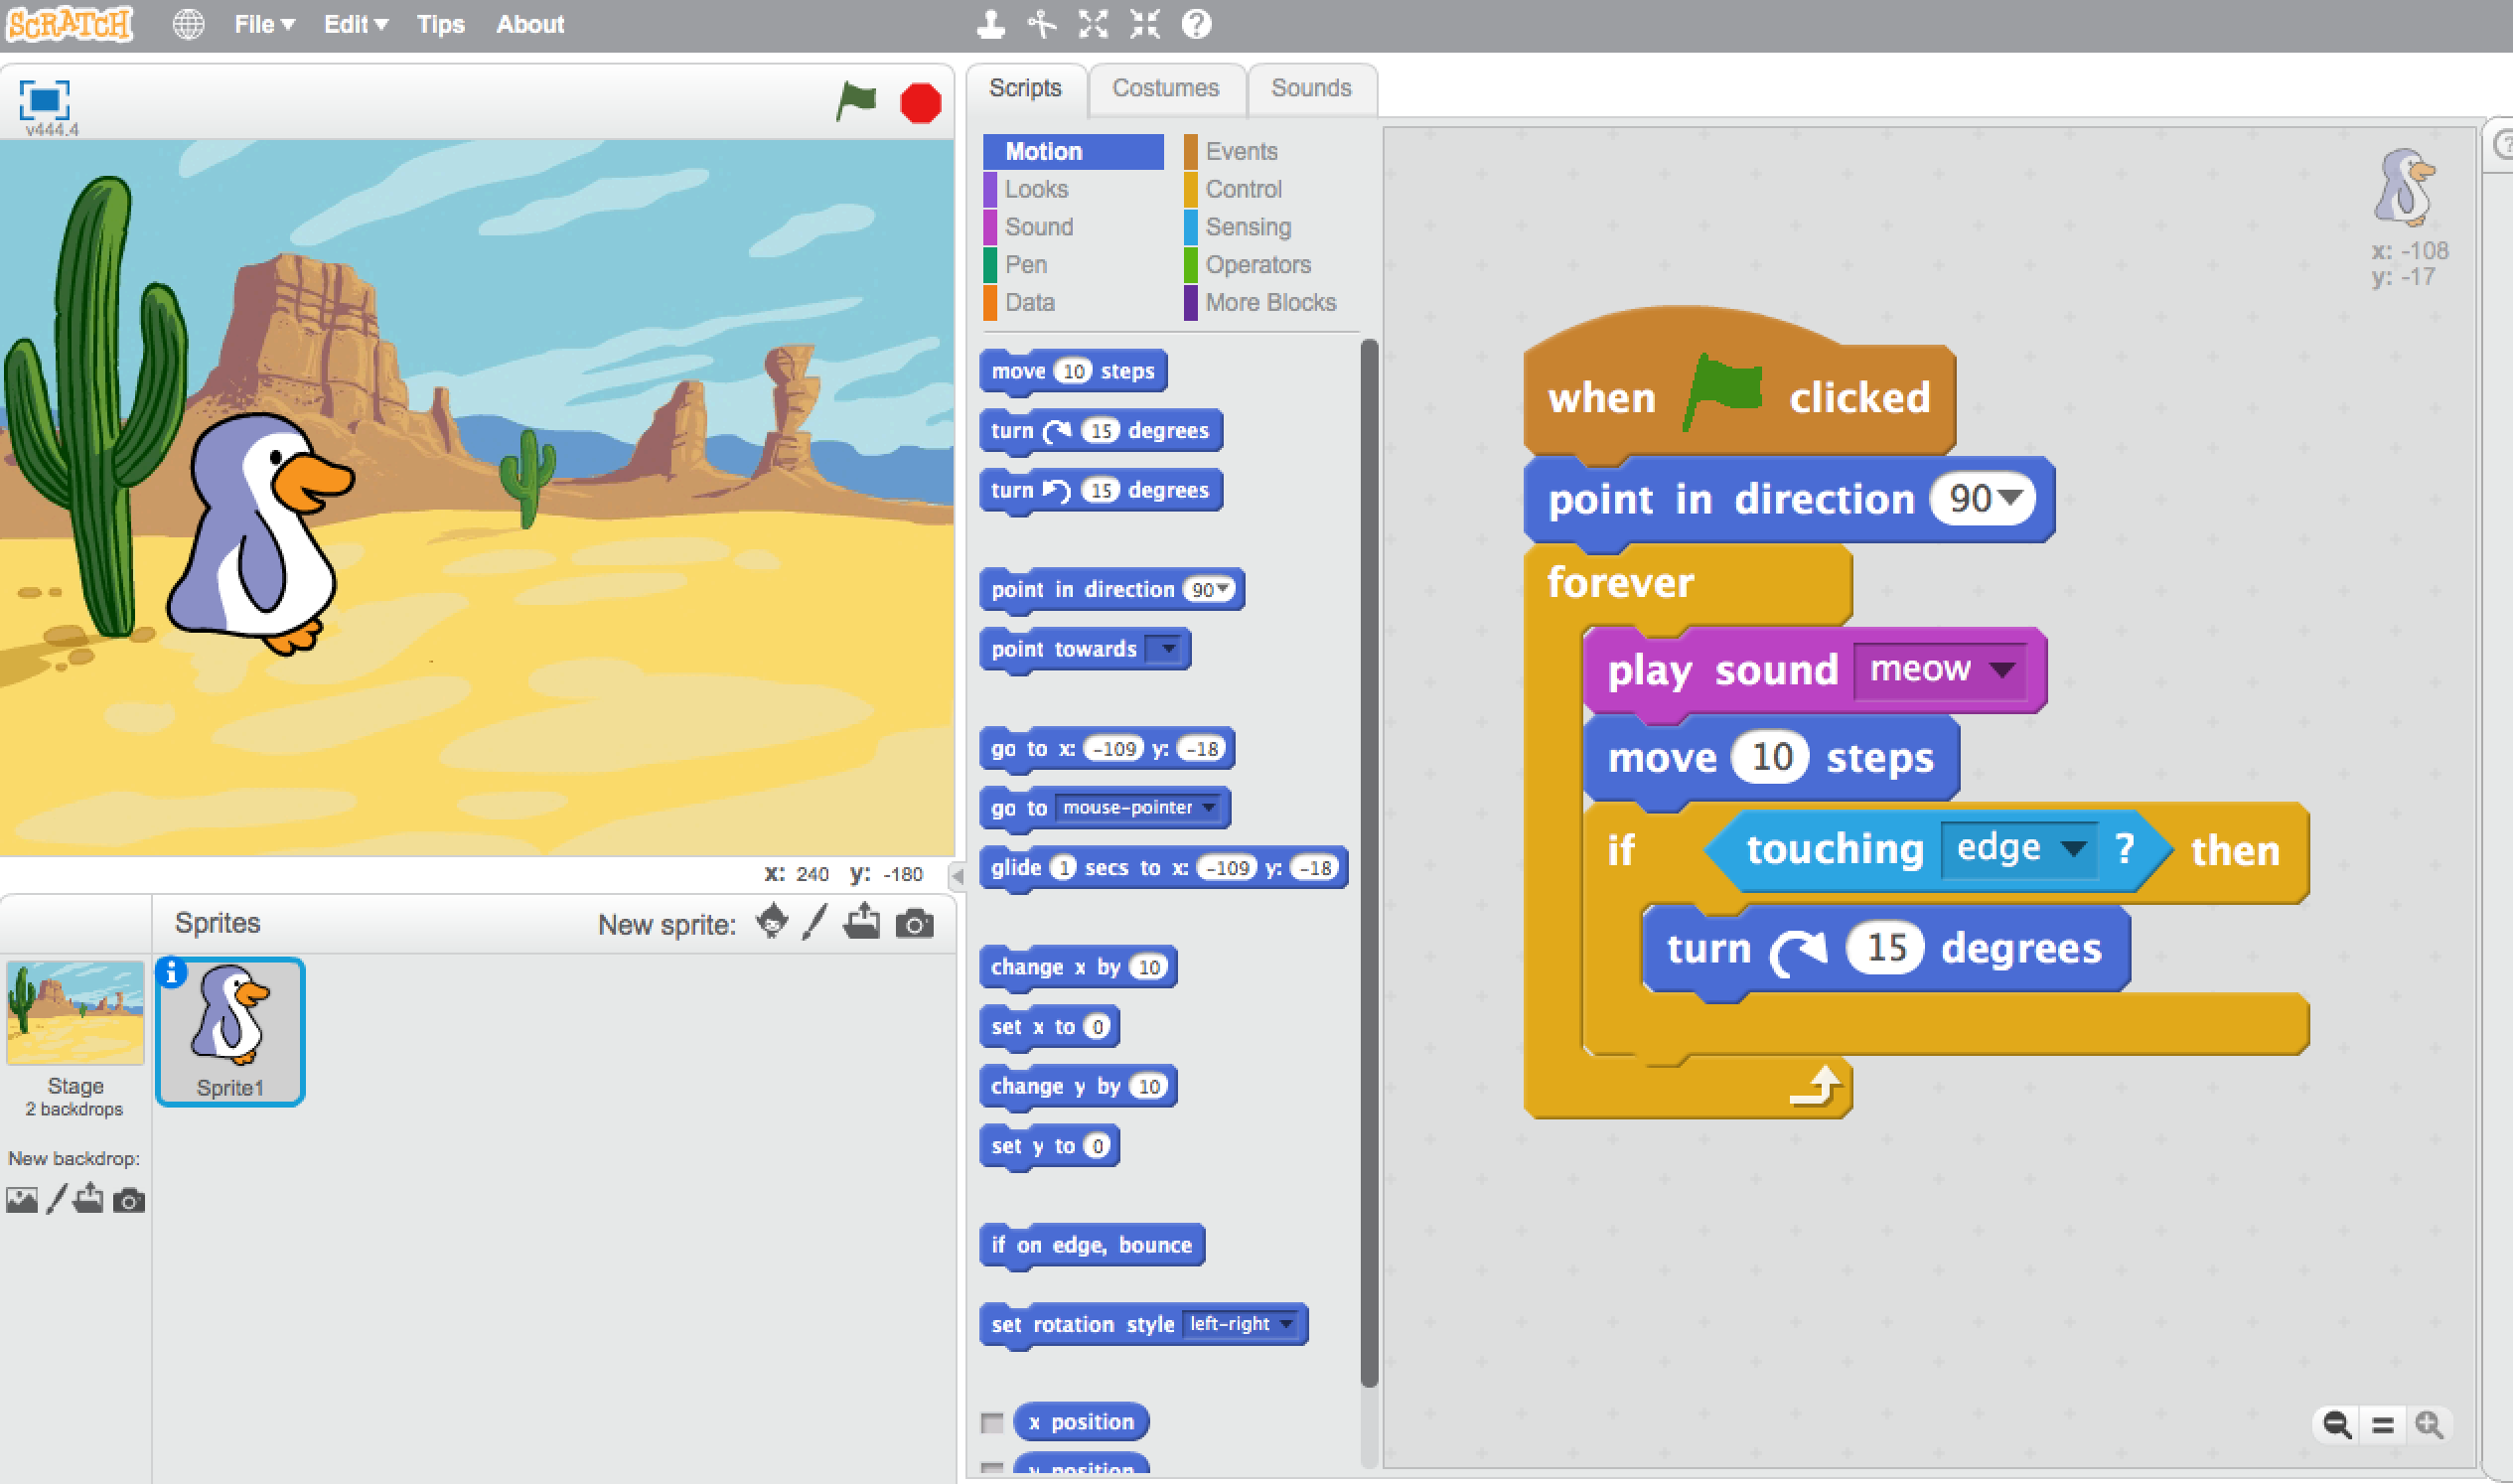 SCRATCH
File Edit Tips About
v444.4
x: 240 y: -180
Sprites New sprite:
Stage
2 backdrops
New backdrop:
Sprite1
Scripts Costumes Sounds
Motion Events
Looks Control
Sound Sensing
Pen Operators
Data More Blocks
move 10 steps
turn 15 degrees
turn 15 degrees
point in direction 90
point towards
go to x: -109 y: -18
go to mouse-pointer
glide 1 secs to x: -109 y: -18
change x by 10
set x to 0
change y by 10
set y to 0
if on edge, bounce
set rotation style left-right
x position
y position
x: -108
y: -17
when clicked
point in direction 90
forever
play sound meow
move 10 steps
if touching edge ? then
turn 15 degrees